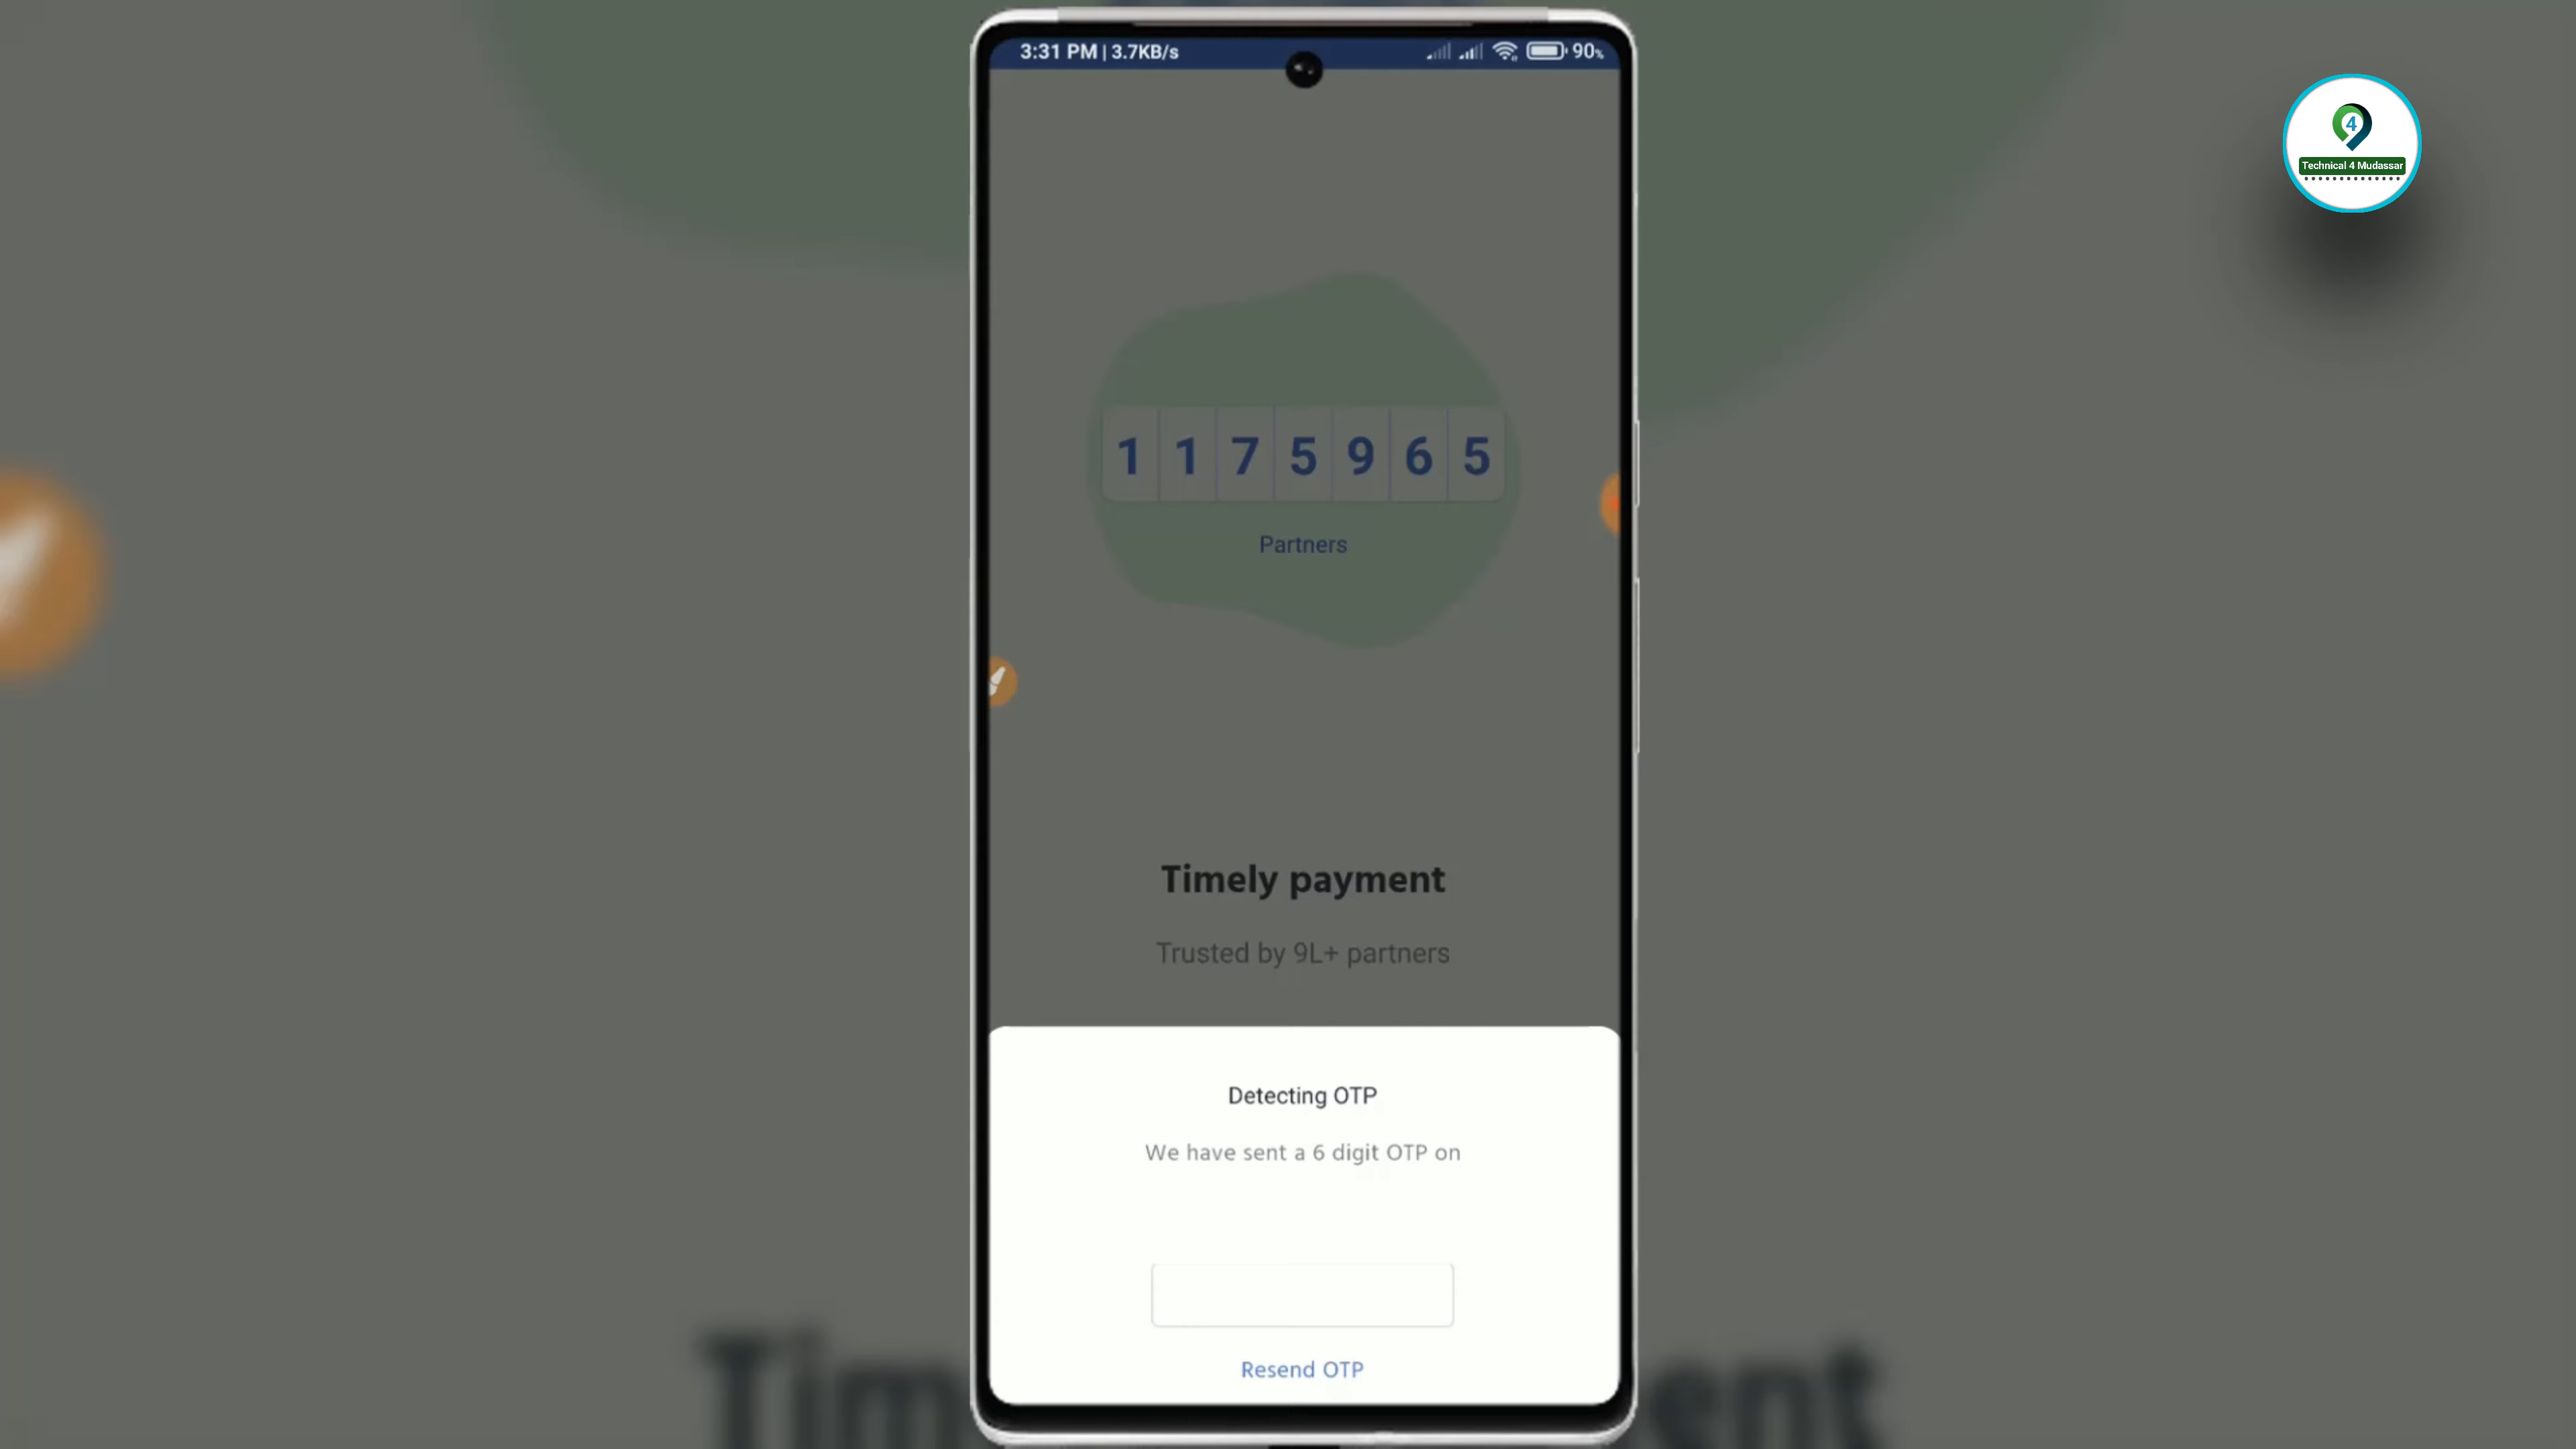 3:31 PM | 3.7KB/s
90%
4
Technical 4 Mudassar
1 1 7 5 9 6 5
Partners
Timely payment
Trusted by 9L+ partners
Detecting OTP
We have sent a 6 digit OTP on
Resend OTP